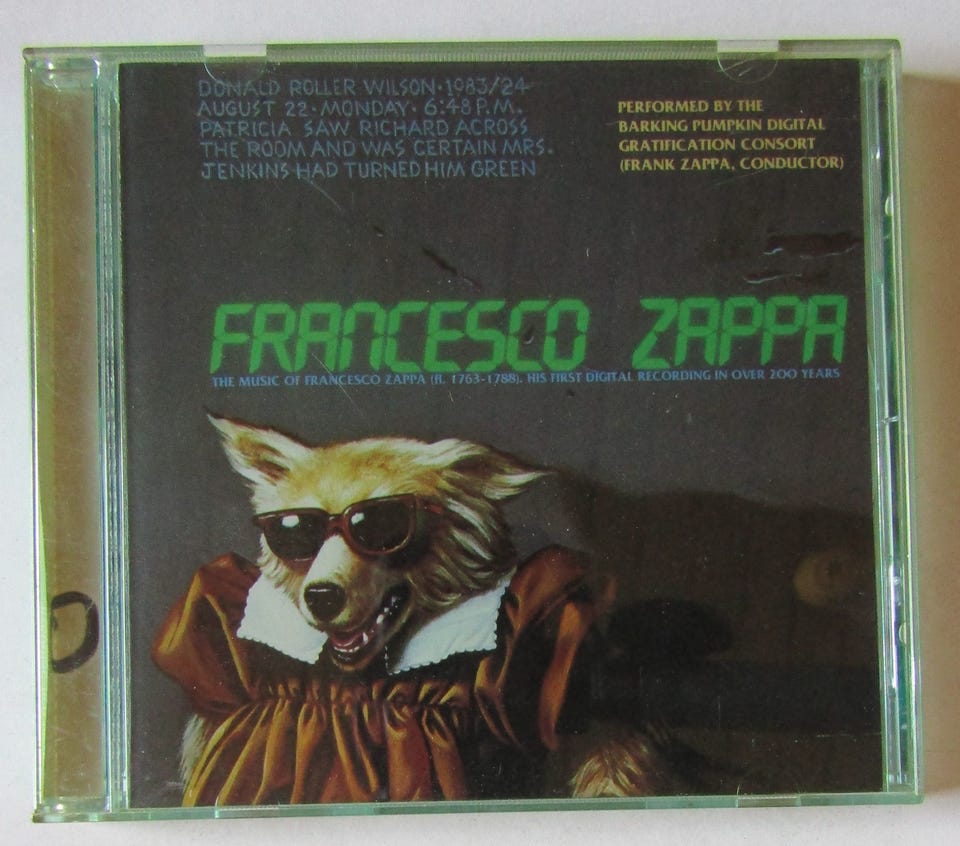 DONALD ROLLER WILSON · 1983/24
AUGUST 22 · MONDAY · 6:48 P.M.
PATRICIA SAW RICHARD ACROSS
THE ROOM AND WAS CERTAIN MRS.
JENKINS HAD TURNED HIM GREEN
PERFORMED BY THE
BARKING PUMPKIN DIGITAL
GRATIFICATION CONSORT
(FRANK ZAPPA, CONDUCTOR)
FRANCESCO ZAPPA
THE MUSIC OF FRANCESCO ZAPPA (fl. 1763-1788). HIS FIRST DIGITAL RECORDING IN OVER 200 YEARS
D